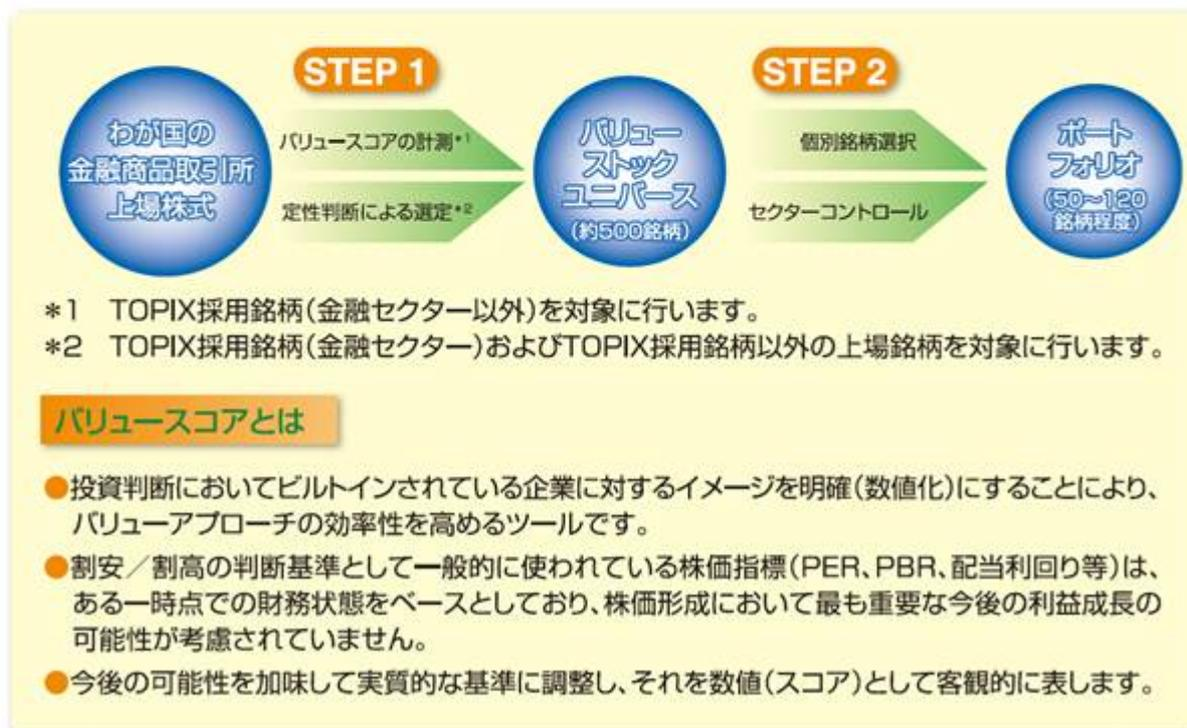 STEP 1
STEP 2
わが国の
金融商品取引所
上場株式
バリュースコアの計測*1
定性判断による選定*2
バリュー
ストック
ユニバース
(約500銘柄)
個別銘柄選択
セクターコントロール
ポート
フォリオ
(50〜120
銘柄程度)
*1 TOPIX採用銘柄(金融セクター以外)を対象に行います。
*2 TOPIX採用銘柄(金融セクター)およびTOPIX採用銘柄以外の上場銘柄を対象に行います。
バリュースコアとは
●投資判断においてビルトインされている企業に対するイメージを明確(数値化)にすることにより、
バリューアプローチの効率性を高めるツールです。
●割安/割高の判断基準として一般的に使われている株価指標(PER、PBR、配当利回り等)は、
ある一時点での財務状態をベースとしており、株価形成において最も重要な今後の利益成長の
可能性が考慮されていません。
●今後の可能性を加味して実質的な基準に調整し、それを数値(スコア)として客観的に表します。